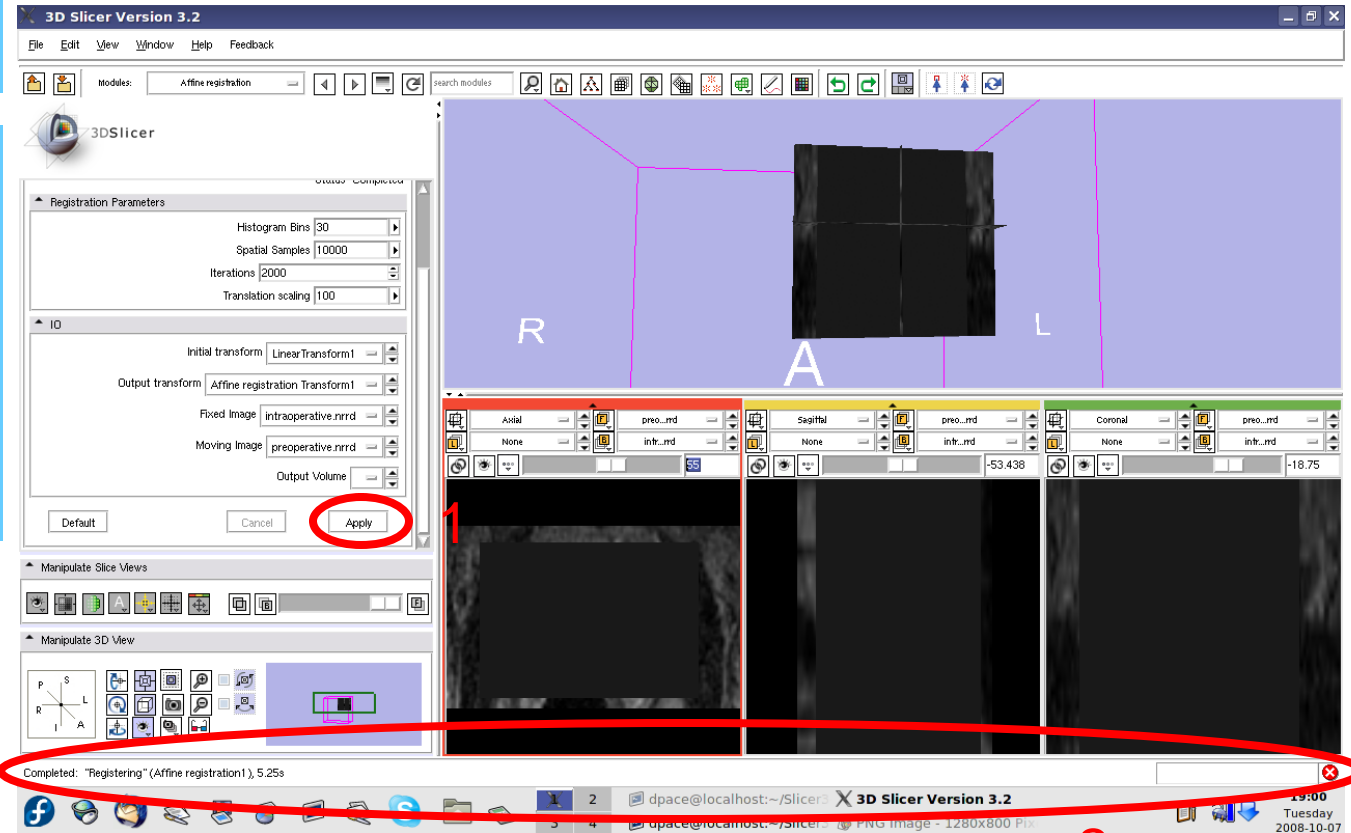 3D Slicer Version 3.2
File Edit View Window Help Feedback
Modules: Affine registration search modules
3DSlicer
Status Completed
Registration Parameters
Histogram Bins 30
Spatial Samples 10000
Iterations 2000
Translation scaling 100
IO
Initial transform LinearTransform1
Output transform Affine registration Transform1
Fixed Image intraoperative.nrrd
Moving Image preoperative.nrrd
Output Volume
Default Cancel Apply
1
Manipulate Slice Views
Manipulate 3D View
P S L R A I
R A L
Axial preo...rrd
None intr...rrd
55
Sagittal preo...rrd
None intr...rrd
-53.438
Coronal preo...rrd
None intr...rrd
-18.75
Completed: "Registering" (Affine registration1), 5.25s
1 2 dpace@localhost:~/Slicer3 3D Slicer Version 3.2
3 4 dpace@localhost:~/Slicer3 PNG image - 1280x800 Pix
19:00
Tuesday
2008-10-07